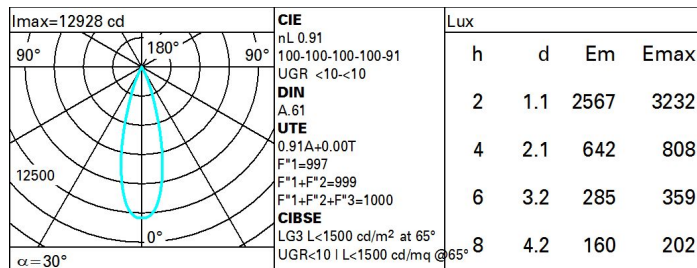 Imax=12928 cd
90°
180°
90°
12500
0°
α=30°
CIE
nL 0.91
100-100-100-100-91
UGR <10-<10
DIN
A.61
UTE
0.91A+0.00T
F"1=997
F"1+F"2=999
F"1+F"2+F"3=1000
CIBSE
LG3 L<1500 cd/m² at 65°
UGR<10 | L<1500 cd/mq @65°
Lux
h d Em Emax
2 1.1 2567 3232
4 2.1 642 808
6 3.2 285 359
8 4.2 160 202